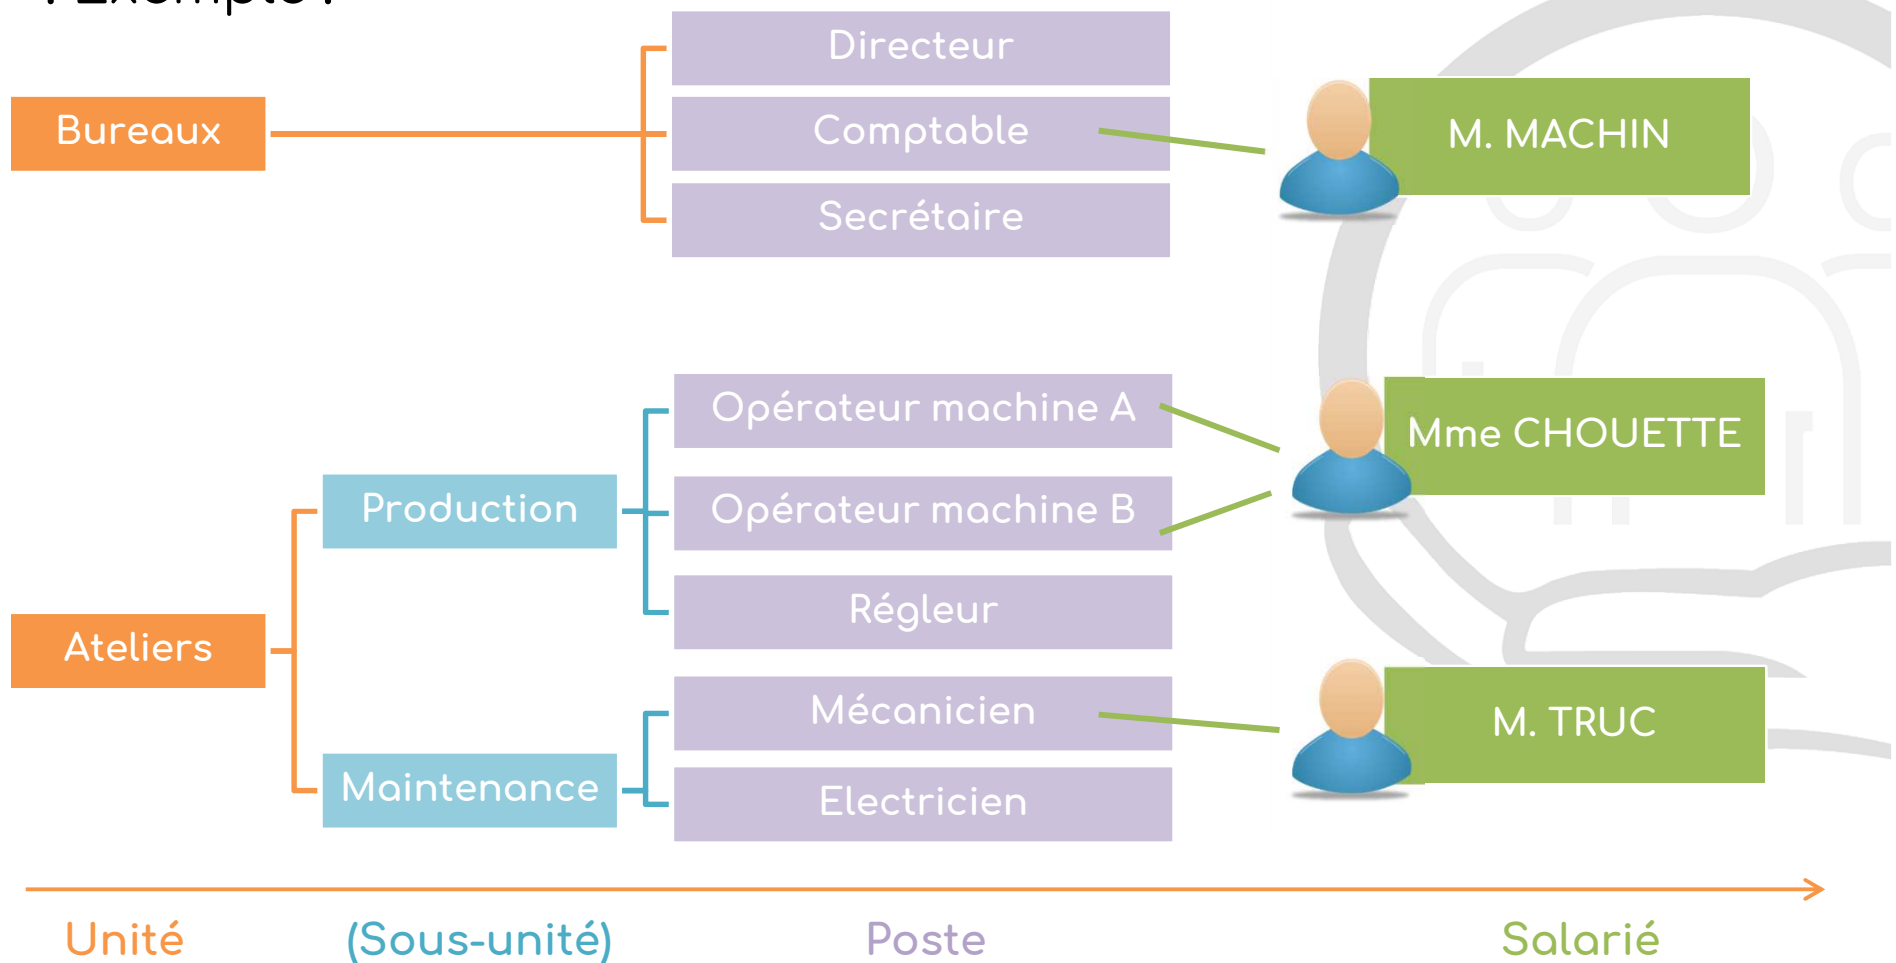 Exemple :
Directeur
Bureaux
Comptable
M. MACHIN
Secrétaire
Opérateur machine A
Mme CHOUETTE
Production
Opérateur machine B
Régleur
Ateliers
Mécanicien
M. TRUC
Maintenance
Electricien
Unité
(Sous-unité)
Poste
Salarié